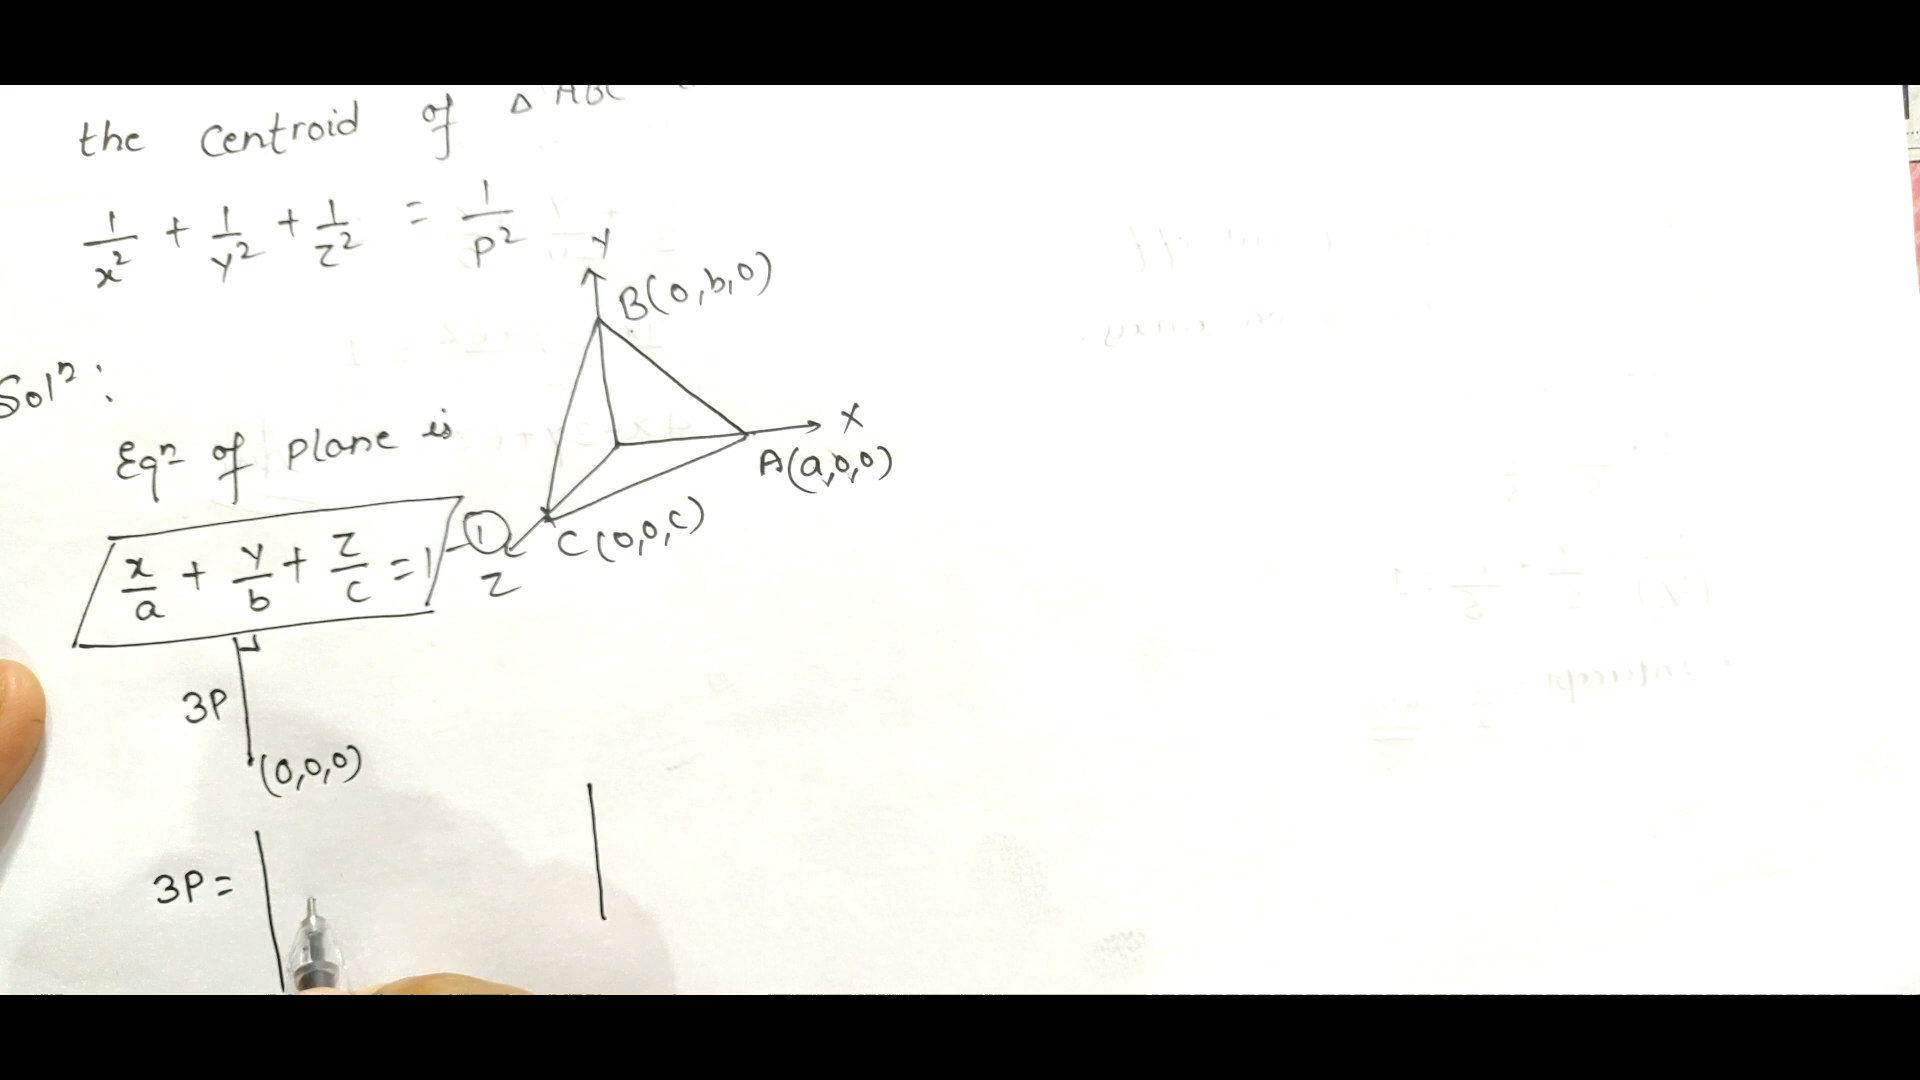 the Centroid of △ ABC
1/x² + 1/y² + 1/z² = 1/p²
Y
B(0,b,0)
Solⁿ:
X
Eqⁿ of plane is
A(a,0,0)
x/a + y/b + z/c = 1 - ①
C(0,0,c)
Z
3P
(0,0,0)
3P =